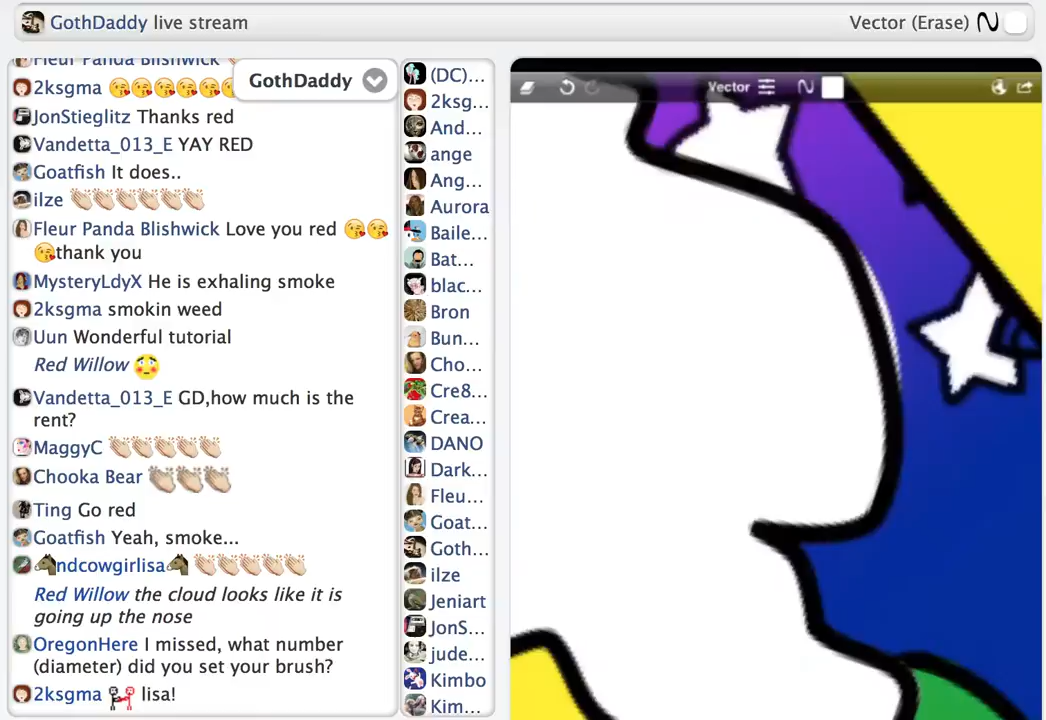 GothDaddy live stream
Vector (Erase)
Fleur Panda Blishwick
2ksgma
GothDaddy
JonStieglitz Thanks red
Vandetta_013_E YAY RED
Goatfish It does..
ilze
Fleur Panda Blishwick Love you red
thank you
MysteryLdyX He is exhaling smoke
2ksgma smokin weed
Uun Wonderful tutorial
Red Willow
Vandetta_013_E GD,how much is the
rent?
MaggyC
Chooka Bear
Ting Go red
Goatfish Yeah, smoke...
ndcowgirlisa
Red Willow the cloud looks like it is
going up the nose
OregonHere I missed, what number
(diameter) did you set your brush?
2ksgma lisa!
(DC)...
2ksg...
And...
ange
Ang...
Aurora
Baile...
Bat...
blac...
Bron
Bun...
Cho...
Cre8...
Crea...
DANO
Dark...
Fleu...
Goat...
Goth...
ilze
Jeniart
JonS...
jude...
Kimbo
Kim...
Vector